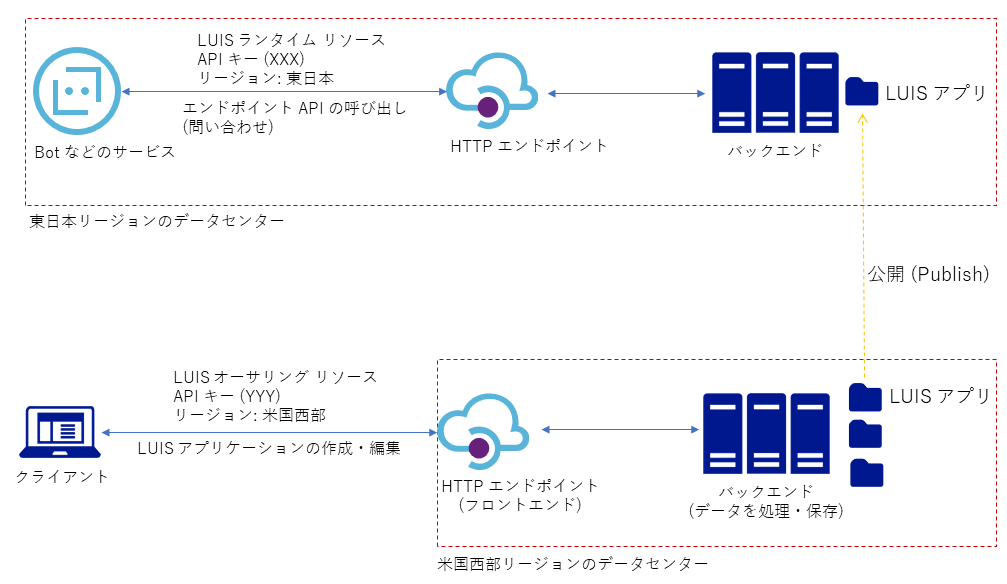 LUIS ランタイム リソース
API キー (XXX)
リージョン: 東日本
エンドポイント API の呼び出し
(問い合わせ)
Bot などのサービス
HTTP エンドポイント
バックエンド
LUIS アプリ
東日本リージョンのデータセンター
公開 (Publish)
LUIS オーサリング リソース
API キー (YYY)
リージョン: 米国西部
LUIS アプリケーションの作成・編集
クライアント
HTTP エンドポイント
(フロントエンド)
バックエンド
(データを処理・保存)
LUIS アプリ
米国西部リージョンのデータセンター